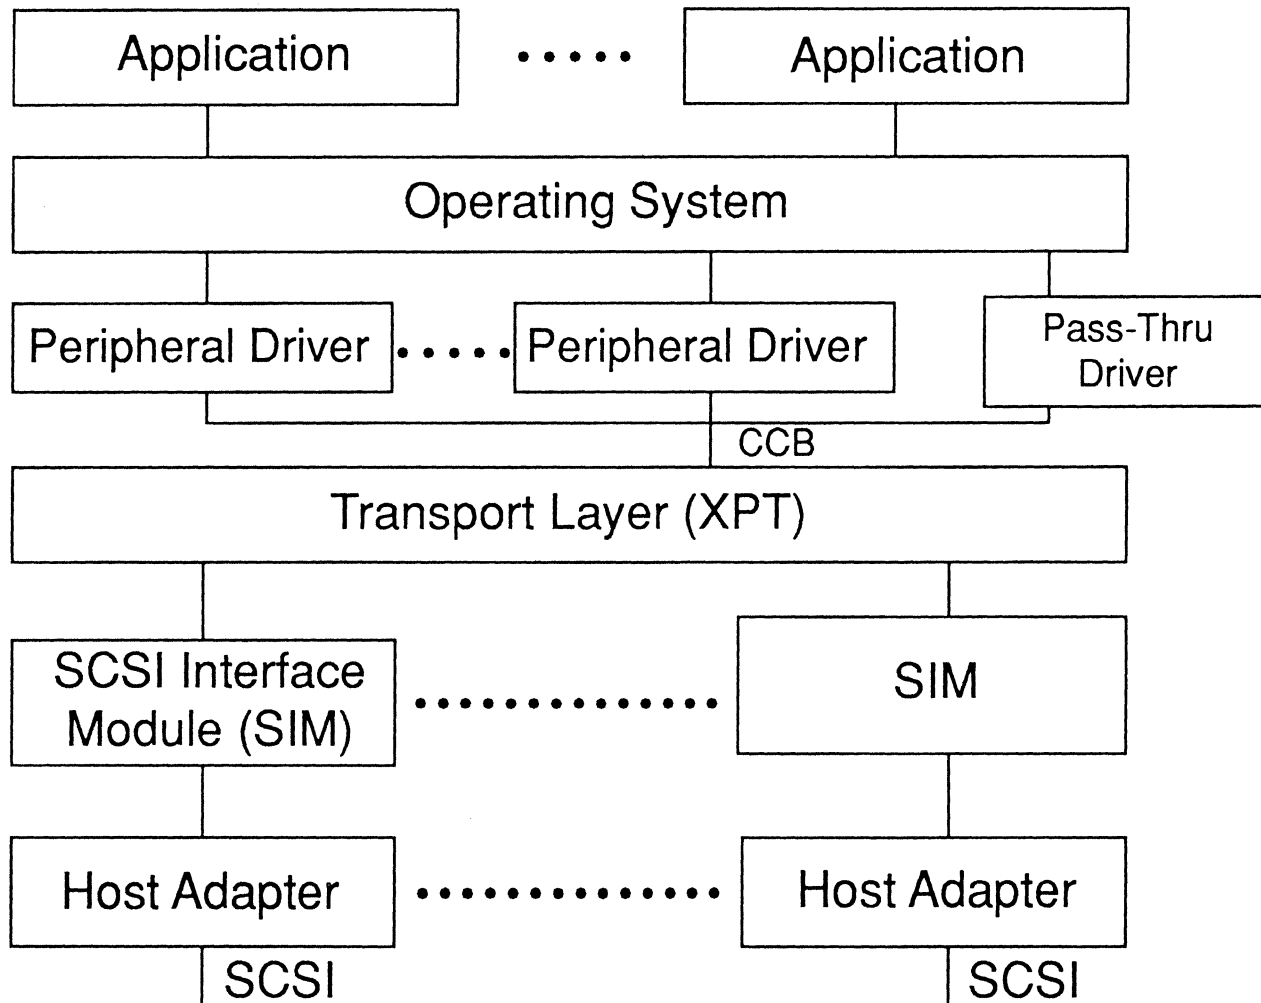 Application
Application
Operating System
Peripheral Driver
Peripheral Driver
Pass-Thru
Driver
CCB
Transport Layer (XPT)
SCSI Interface
Module (SIM)
SIM
Host Adapter
Host Adapter
SCSI
SCSI